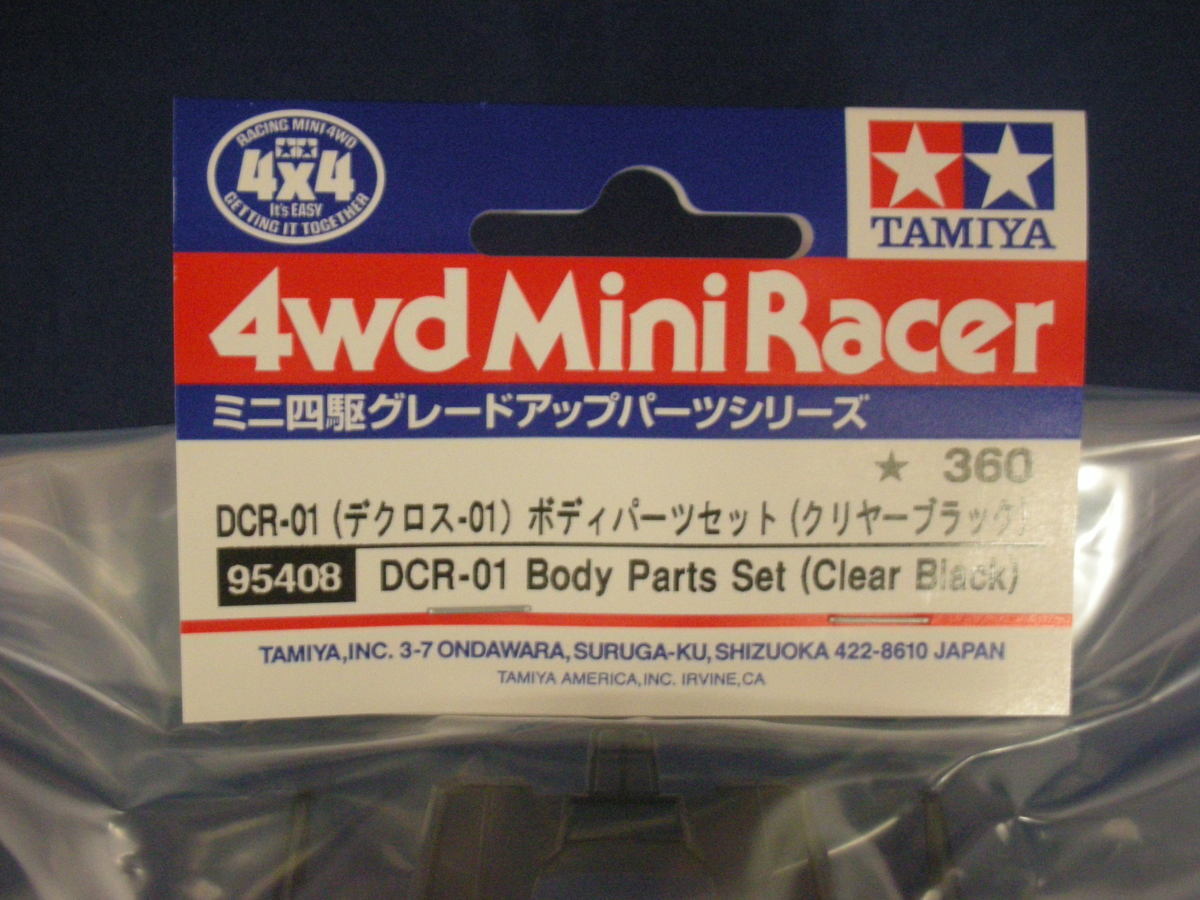 RACING MINI 4WD
4x4
It's EASY
GETTING IT TOGETHER
TAMIYA
4wd Mini Racer
ミニ四駆グレードアップパーツシリーズ
★ 360
DCR-01 (デクロス-01) ボディパーツセット (クリヤーブラック)
95408 DCR-01 Body Parts Set (Clear Black)
TAMIYA,INC. 3-7 ONDAWARA, SURUGA-KU, SHIZUOKA 422-8610 JAPAN
TAMIYA AMERICA,INC. IRVINE,CA